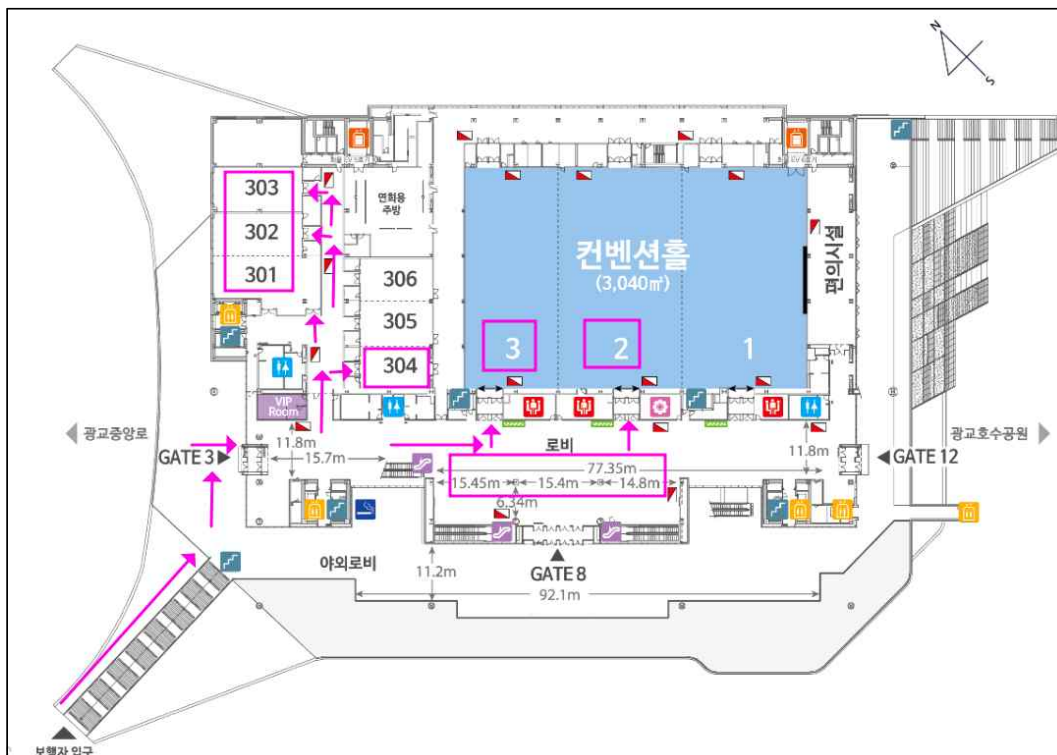 N
S
303
302
301
연회용
주방
306
305
304
컨벤션홀
(3,040㎡)
3
2
1
편의시설
VIP
Room
광교중앙로
GATE 3
11.8m
15.7m
로비
77.35m
15.45m
15.4m
14.8m
6.34m
11.8m
GATE 12
광교호수공원
야외로비
11.2m
GATE 8
92.1m
보행자 입구